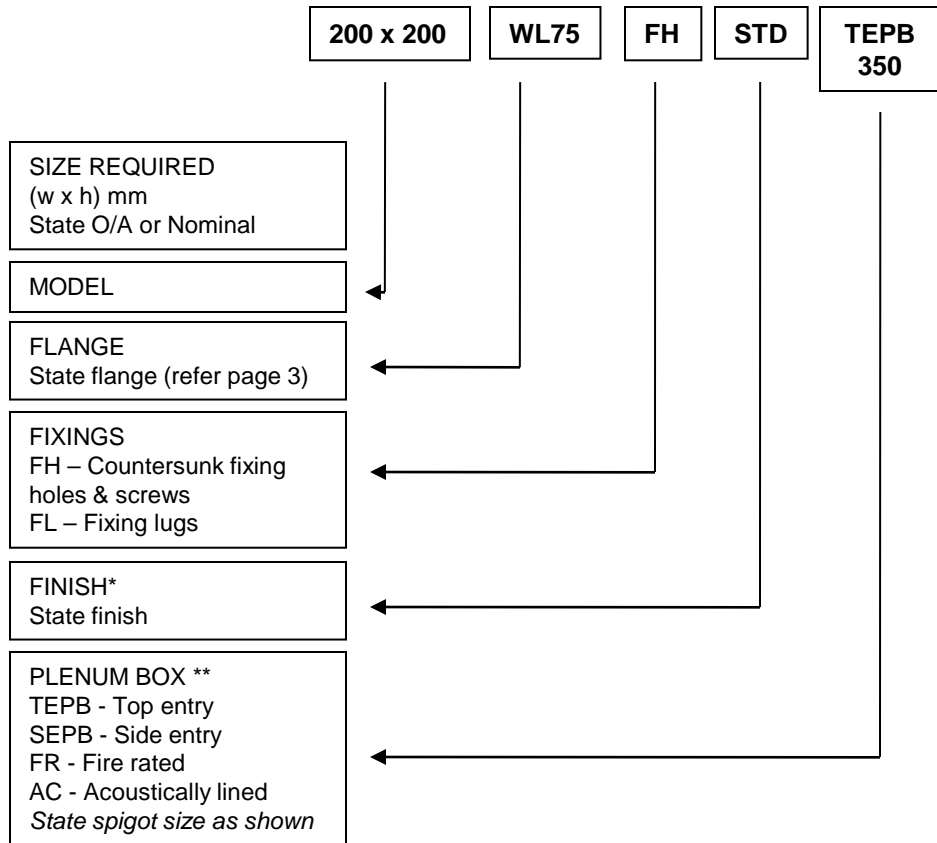 200 x 200
WL75
FH
STD
TEPB
350
SIZE REQUIRED
(w x h) mm
State O/A or Nominal
MODEL
FLANGE
State flange (refer page 3)
FIXINGS
FH – Countersunk fixing
holes & screws
FL – Fixing lugs
FINISH*
State finish
PLENUM BOX **
TEPB - Top entry
SEPB - Side entry
FR - Fire rated
AC - Acoustically lined
State spigot size as shown